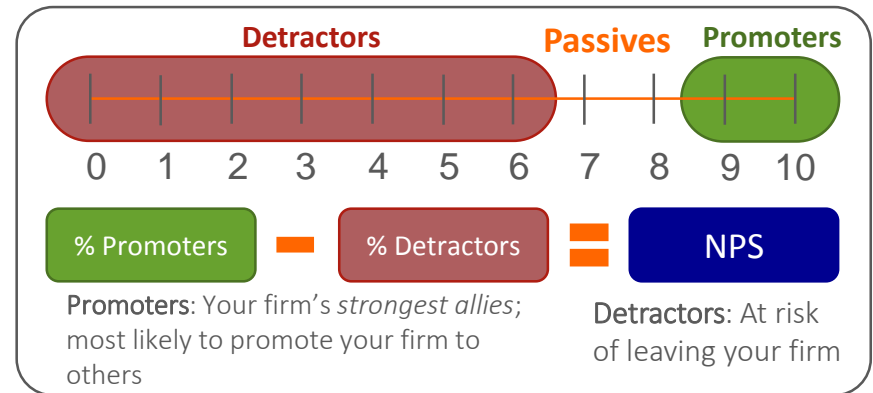 Detractors Passives Promoters
0 1 2 3 4 5 6 7 8 9 10
% Promoters - % Detractors = NPS
Promoters: Your firm's strongest allies;
most likely to promote your firm to
others
Detractors: At risk
of leaving your firm